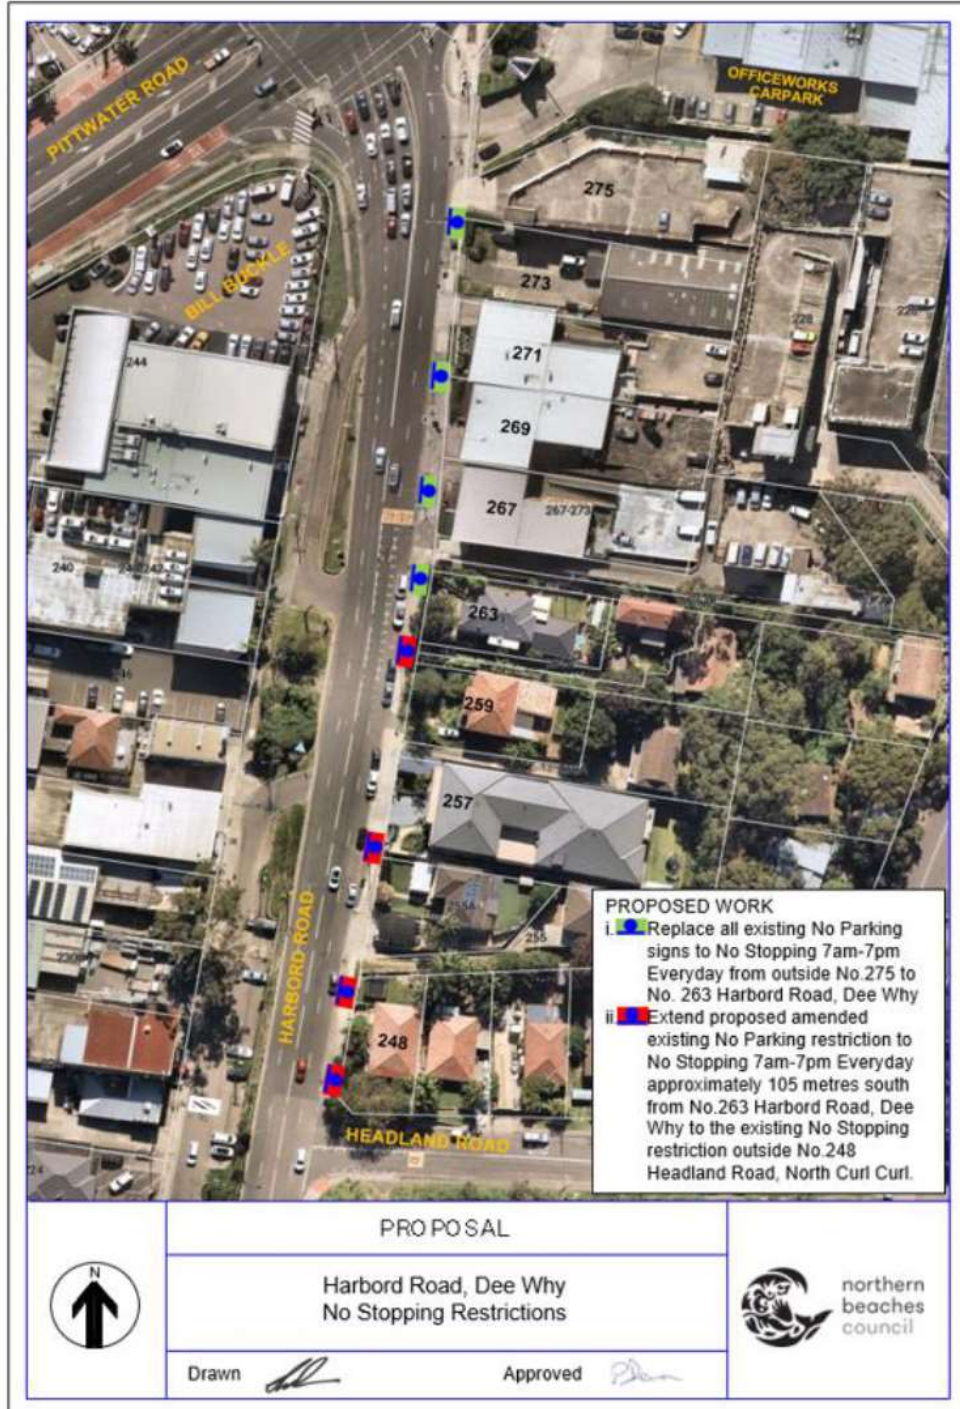 PITTWATER ROAD
OFFICEWORKS
CARPARK
275
BILL BUCKLE
273
228
226
244
271
269
267
267-273
240
263
259
257
255
HARBORD ROAD
248
HEADLAND ROAD
PROPOSED WORK
i. Replace all existing No Parking
signs to No Stopping 7am-7pm
Everyday from outside No.275 to
No. 263 Harbord Road, Dee Why
ii. Extend proposed amended
existing No Parking restriction to
No Stopping 7am-7pm Everyday
approximately 105 metres south
from No.263 Harbord Road, Dee
Why to the existing No Stopping
restriction outside No.248
Headland Road, North Curl Curl.
PROPOSAL
N
Harbord Road, Dee Why
No Stopping Restrictions
northern
beaches
council
Drawn
Approved